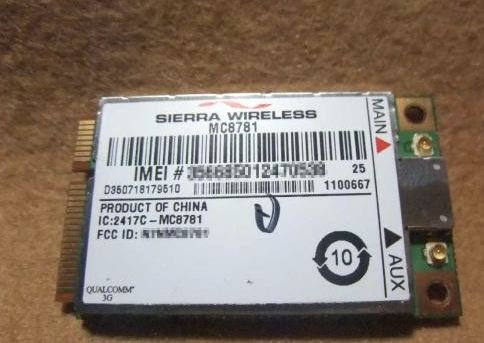 SIERRA WIRELESS
MC8781
IMEI #
25
D350718179510
1100667
PRODUCT OF CHINA
IC:2417C-MC8781
FCC ID:
10
QUALCOMM
3G
MAIN
AUX